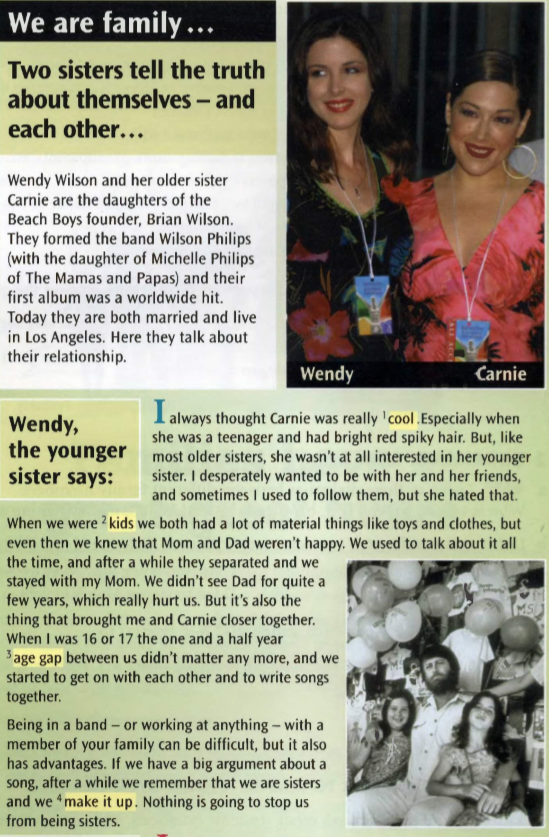 We are family...
Two sisters tell the truth
about themselves – and
each other...
Wendy Wilson and her older sister
Carnie are the daughters of the
Beach Boys founder, Brian Wilson.
They formed the band Wilson Philips
(with the daughter of Michelle Philips
of The Mamas and Papas) and their
first album was a worldwide hit.
Today they are both married and live
in Los Angeles. Here they talk about
their relationship.
Wendy
Carnie
Wendy,
the younger
sister says:
I always thought Carnie was really ¹cool. Especially when
she was a teenager and had bright red spiky hair. But, like
most older sisters, she wasn't at all interested in her younger
sister. I desperately wanted to be with her and her friends,
and sometimes I used to follow them, but she hated that.
When we were ²kids we both had a lot of material things like toys and clothes, but
even then we knew that Mom and Dad weren't happy. We used to talk about it all
the time, and after a while they separated and we
stayed with my Mom. We didn't see Dad for quite a
few years, which really hurt us. But it's also the
thing that brought me and Carnie closer together.
When I was 16 or 17 the one and a half year
³age gap between us didn't matter any more, and we
started to get on with each other and to write songs
together.
Being in a band – or working at anything – with a
member of your family can be difficult, but it also
has advantages. If we have a big argument about a
song, after a while we remember that we are sisters
and we ⁴make it up. Nothing is going to stop us
from being sisters.